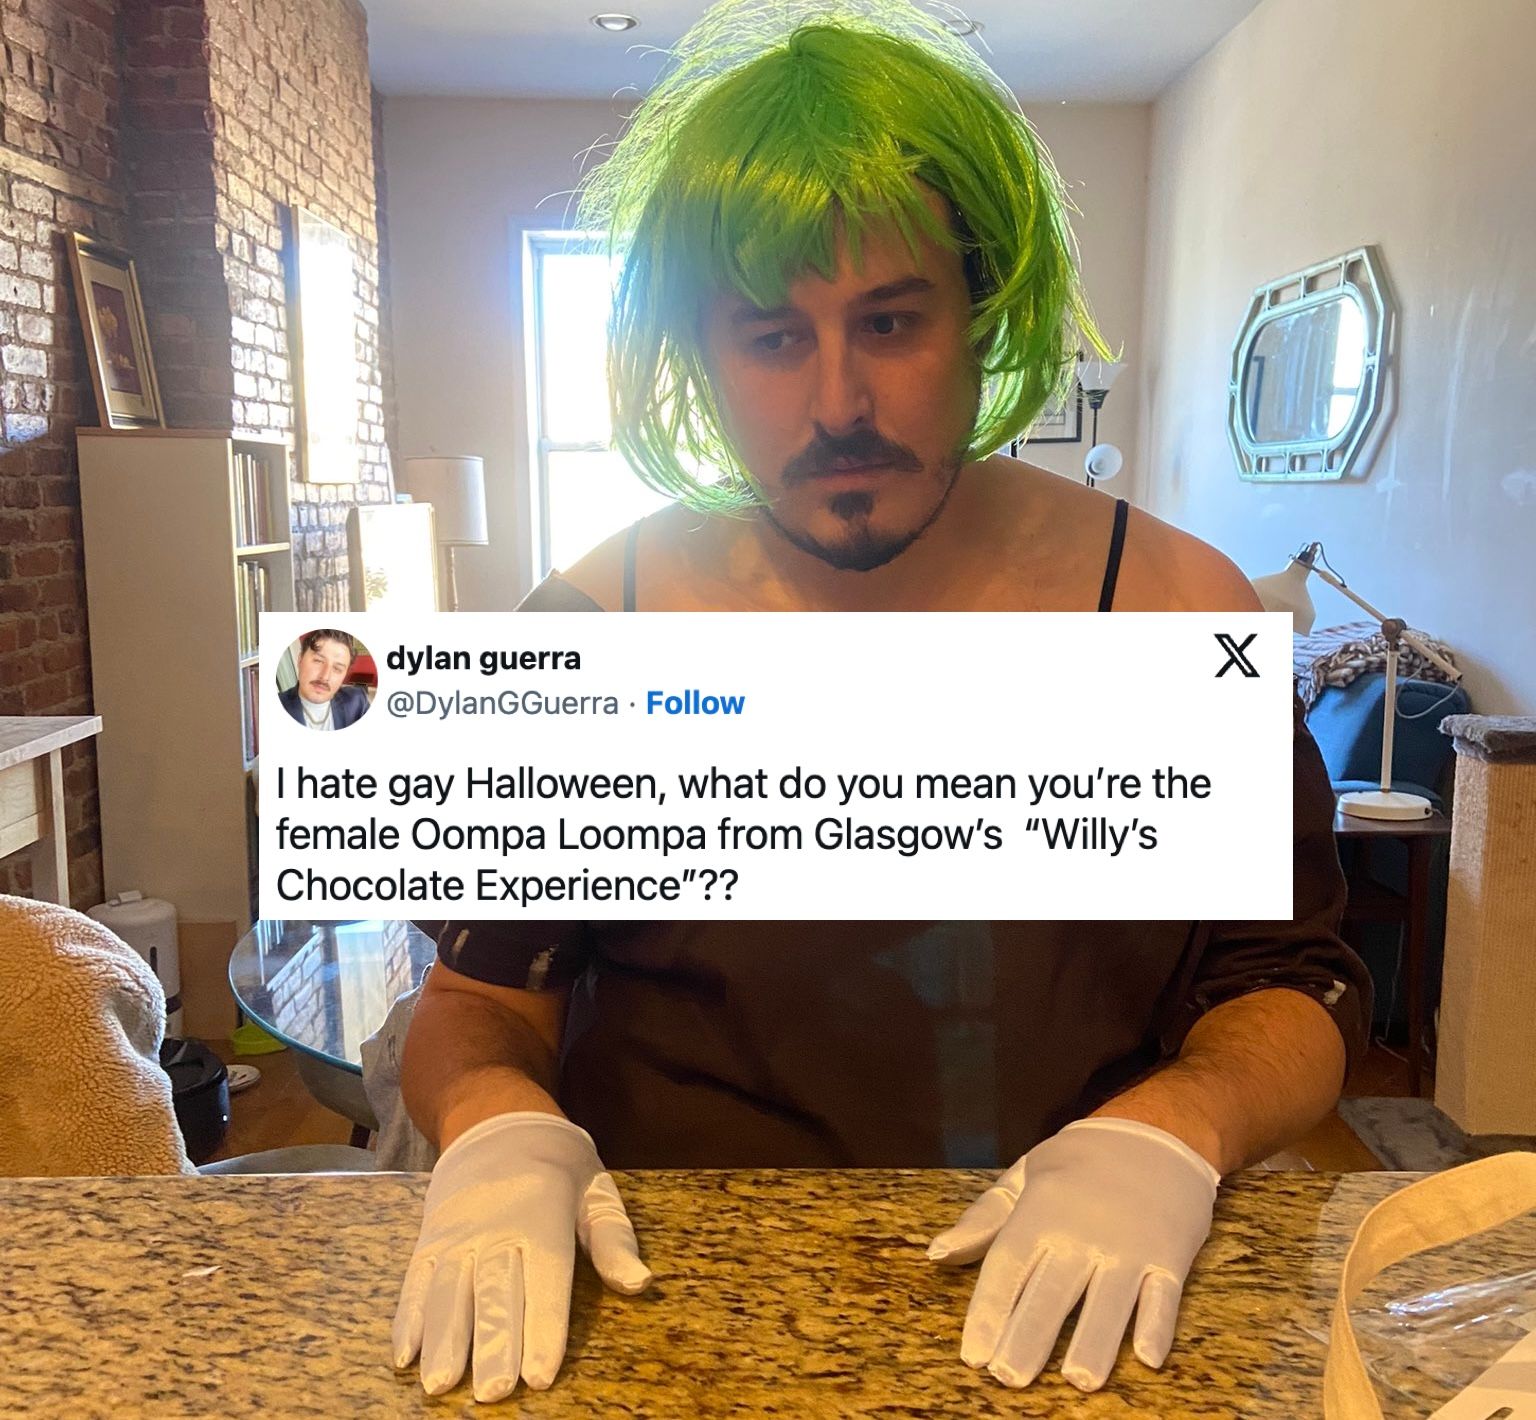 dylan guerra
@DylanGGuerra · Follow
I hate gay Halloween, what do you mean you’re the
female Oompa Loompa from Glasgow’s  “Willy’s
Chocolate Experience”??